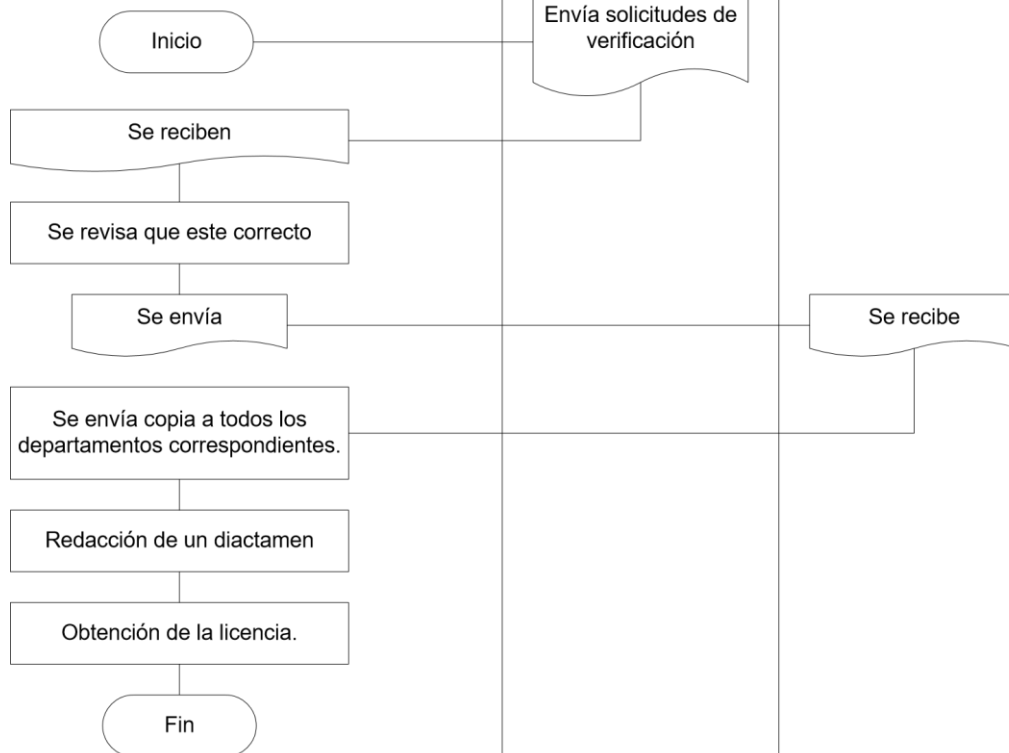 Inicio
Envía solicitudes de
verificación
Se reciben
Se revisa que este correcto
Se envía
Se recibe
Se envía copia a todos los
departamentos correspondientes.
Redacción de un diactamen
Obtención de la licencia.
Fin